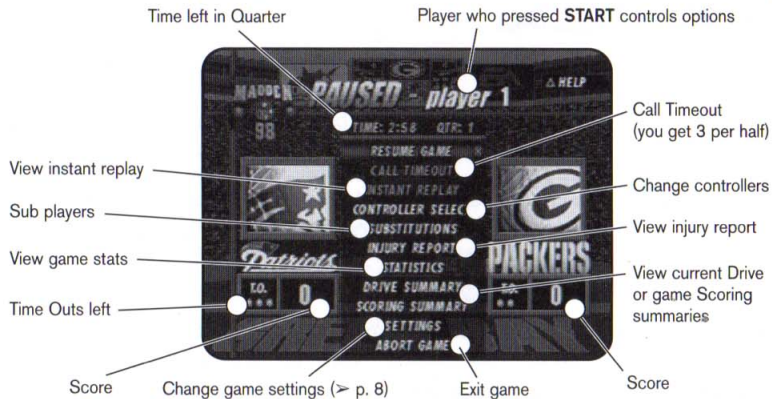 Time left in Quarter
Player who pressed START controls options
MADDEN
98
PAUSED - player 1
△ HELP
TIME: 2:58 QTR: 1
RESUME GAME
CALL TIMEOUT
INSTANT REPLAY
CONTROLLER SELEC
SUBSTITUTIONS
INJURY REPORT
STATISTICS
DRIVE SUMMARY
SCORING SUMMARY
SETTINGS
ABORT GAME
Patriots
T.O.
0
PACKERS
T.O.
0
View instant replay
Sub players
View game stats
Time Outs left
Call Timeout
(you get 3 per half)
Change controllers
View injury report
View current Drive
or game Scoring
summaries
Score
Change game settings (➢ p. 8)
Exit game
Score